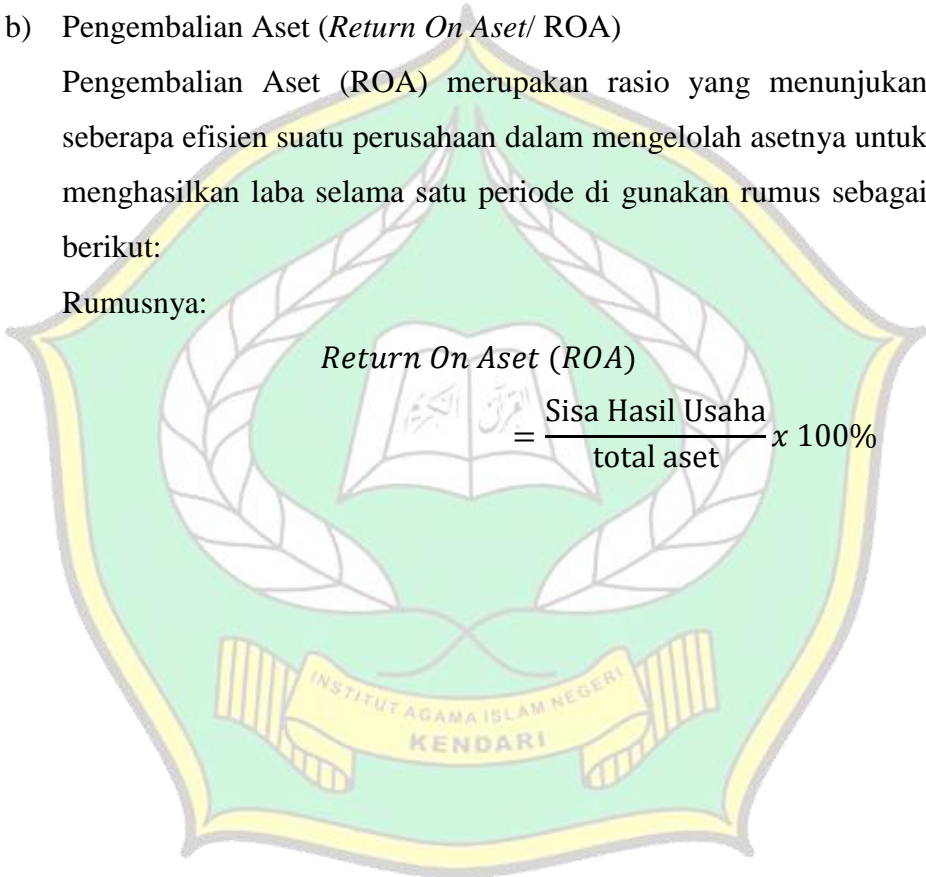 b) Pengembalian Aset (Return On Aset/ ROA)
Pengembalian Aset (ROA) merupakan rasio yang menunjukan
seberapa efisien suatu perusahaan dalam mengelolah asetnya untuk
menghasilkan laba selama satu periode di gunakan rumus sebagai
berikut:
Rumusnya:
Return On Aset (ROA)
= Sisa Hasil Usaha / total aset x 100%
القرآن الكريم
INSTITUT AGAMA ISLAM NEGERI
KENDARI